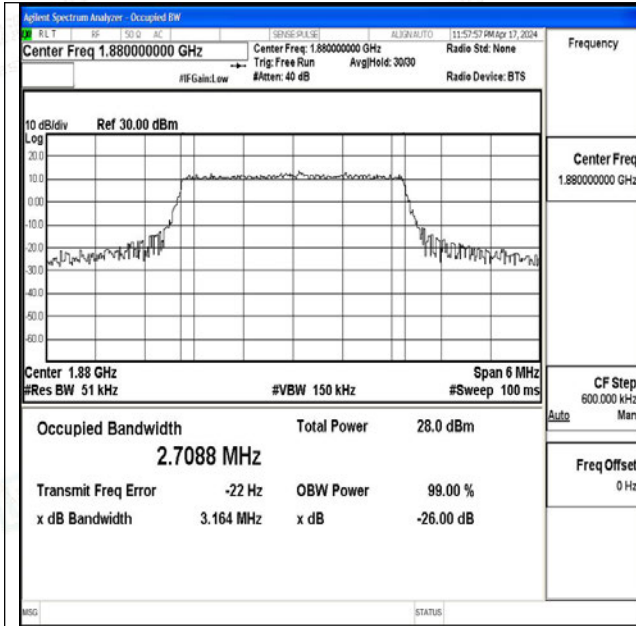 Agilent Spectrum Analyzer - Occupied BW
RL T RF 50 Ω AC SENSE:PULSE ALIGNAUTO 11:57:57 PM Apr 17, 2024
Center Freq 1.880000000 GHz
Center Freq: 1.880000000 GHz
Radio Std: None
Trig: Free Run Avg|Hold: 30/30
#IFGain:Low
#Atten: 40 dB
Radio Device: BTS
10 dB/div Ref 30.00 dBm
Log
20.0
10.0
0.00
-10.0
-20.0
-30.0
-40.0
-50.0
-60.0
Center 1.88 GHz Span 6 MHz
#Res BW 51 kHz #VBW 150 kHz #Sweep 100 ms
Occupied Bandwidth Total Power 28.0 dBm
2.7088 MHz
Transmit Freq Error -22 Hz OBW Power 99.00 %
x dB Bandwidth 3.164 MHz x dB -26.00 dB
MSG STATUS
Frequency
Center Freq
1.880000000 GHz
CF Step
600.000 kHz
Auto Man
Freq Offset
0 Hz